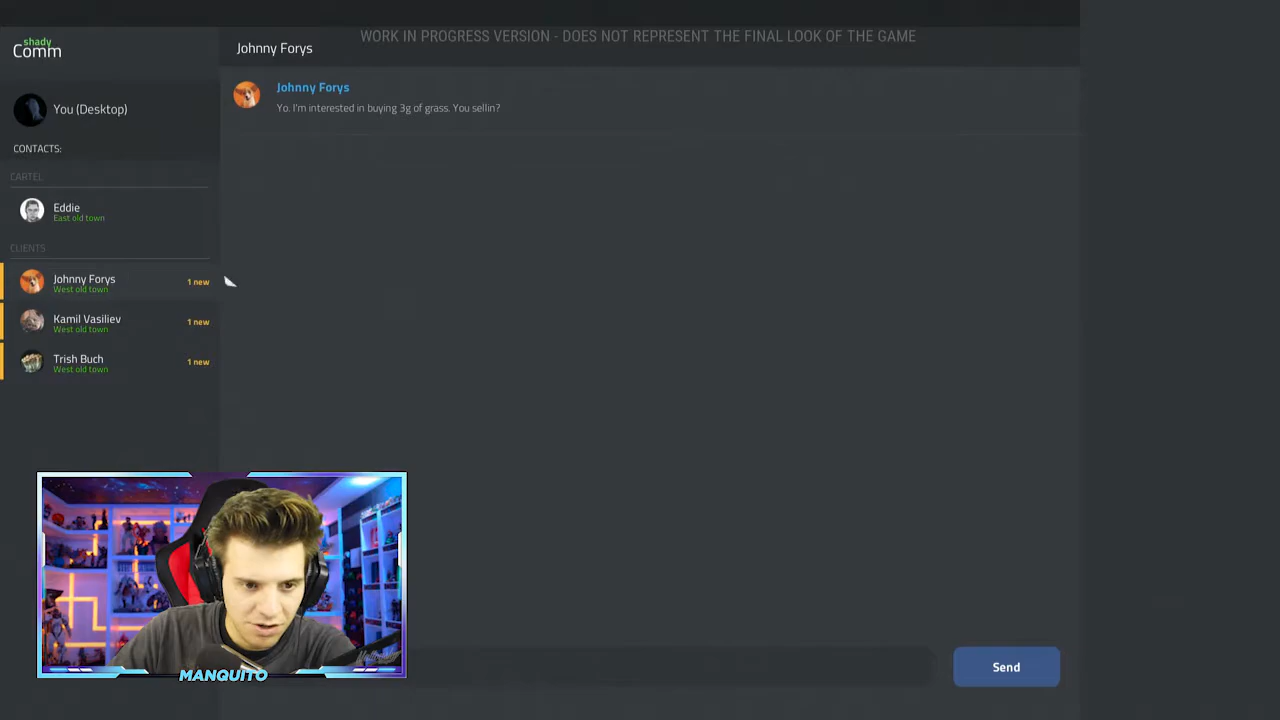 shady
Comm
You (Desktop)
CONTACTS:
CARTEL
Eddie
East old town
CLIENTS
Johnny Forys
West old town
1 new
Kamil Vasiliev
West old town
1 new
Trish Buch
West old town
1 new
WORK IN PROGRESS VERSION - DOES NOT REPRESENT THE FINAL LOOK OF THE GAME
Johnny Forys
Johnny Forys
Yo. I'm interested in buying 3g of grass. You sellin?
Send
MANQUITO